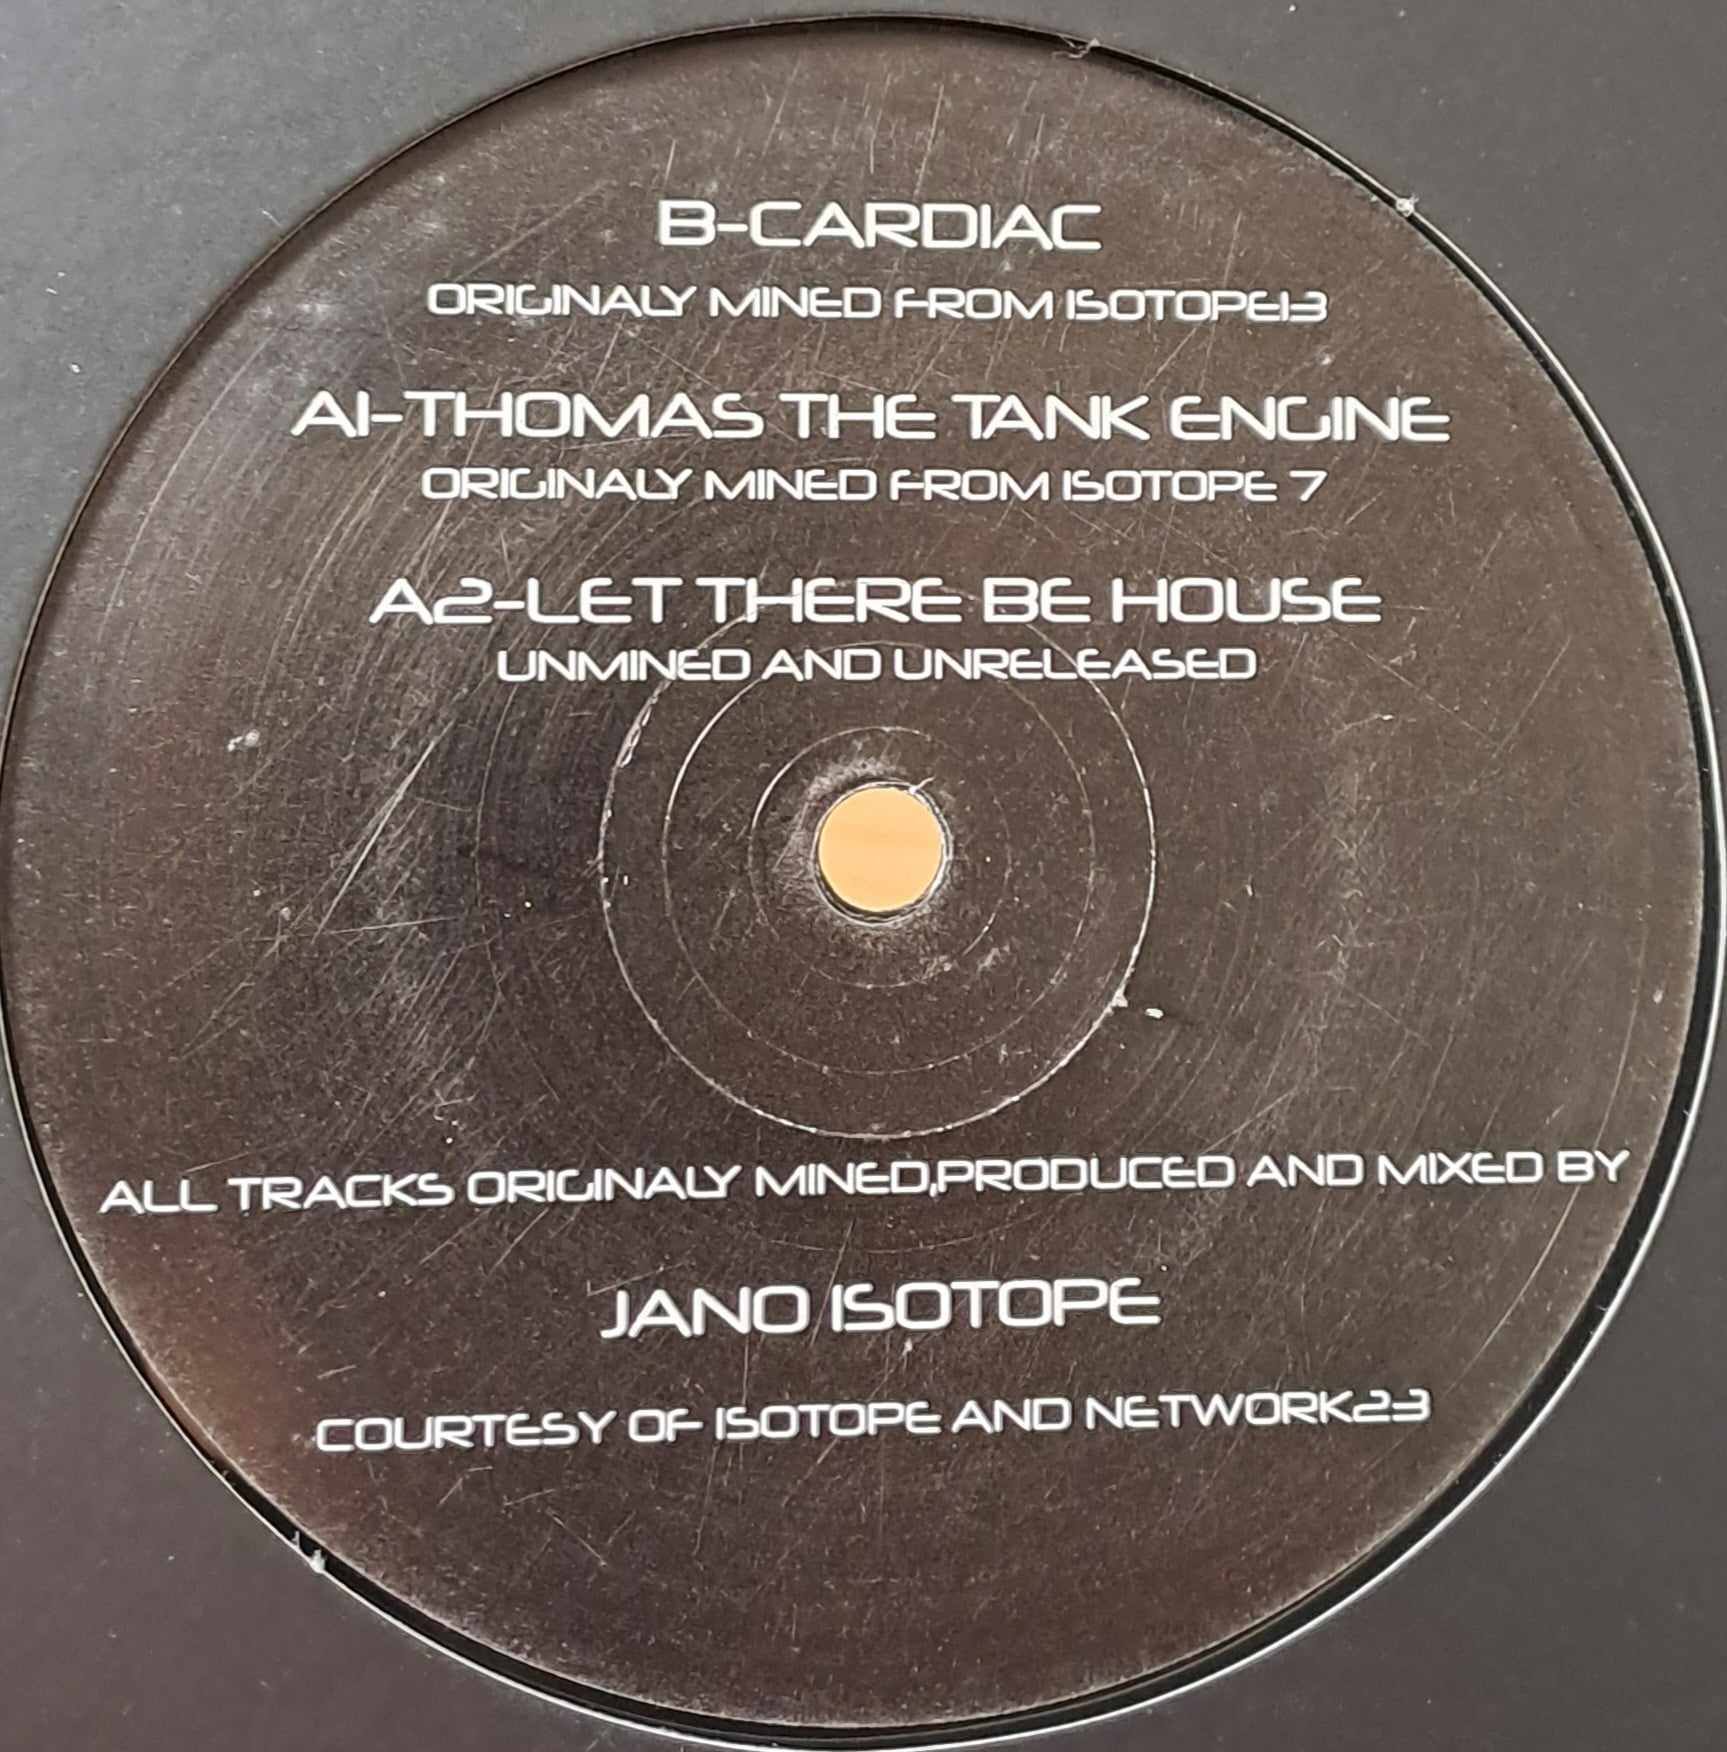 B-CARDIAC
ORIGINALY MINED FROM ISOTOPE13
A1-THOMAS THE TANK ENGINE
ORIGINALY MINED FROM ISOTOPE 7
A2-LET THERE BE HOUSE
UNMINED AND UNRELEASED
ALL TRACKS ORIGINALY MINED,PRODUCED AND MIXED BY
JANO ISOTOPE
COURTESY OF ISOTOPE AND NETWORK23